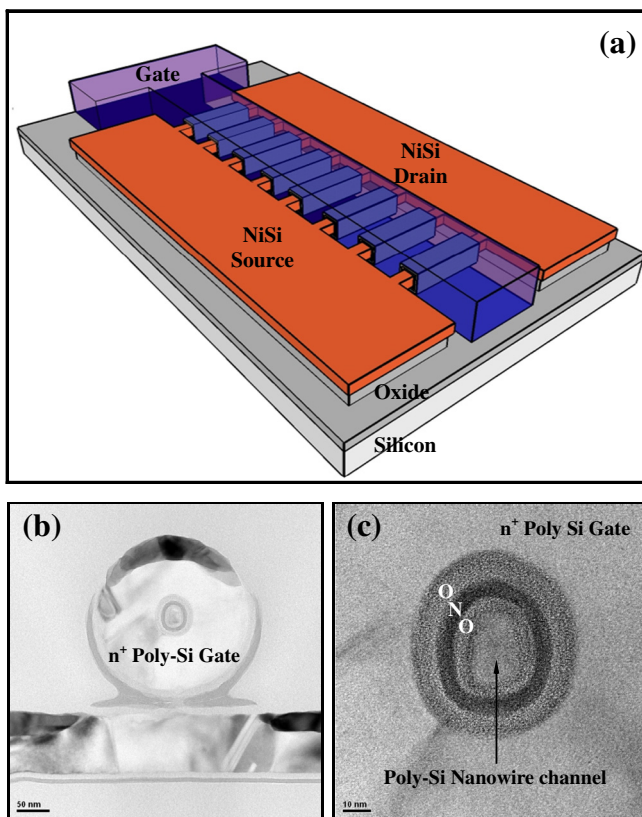 (a)
Gate
NiSi
Drain
NiSi
Source
Oxide
Silicon
(b)
n⁺ Poly-Si Gate
50 nm
(c)
n⁺ Poly Si Gate
O
N
O
Poly-Si Nanowire channel
10 nm